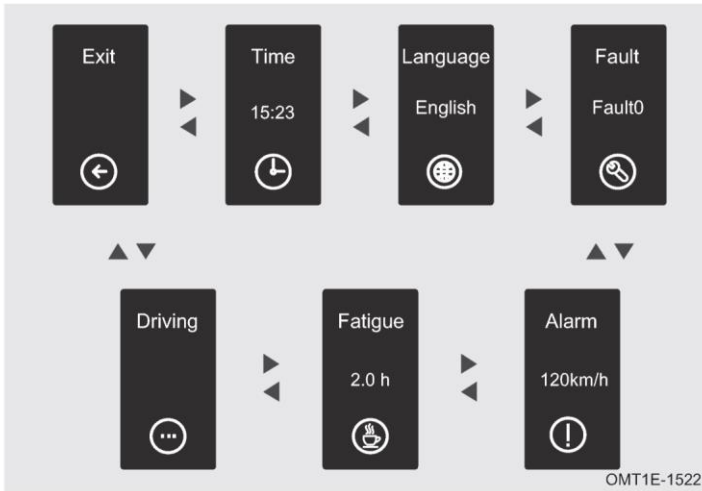 Exit
Time
15:23
Language
English
Fault
Fault0
Driving
Fatigue
2.0 h
Alarm
120km/h
OMT1E-1522